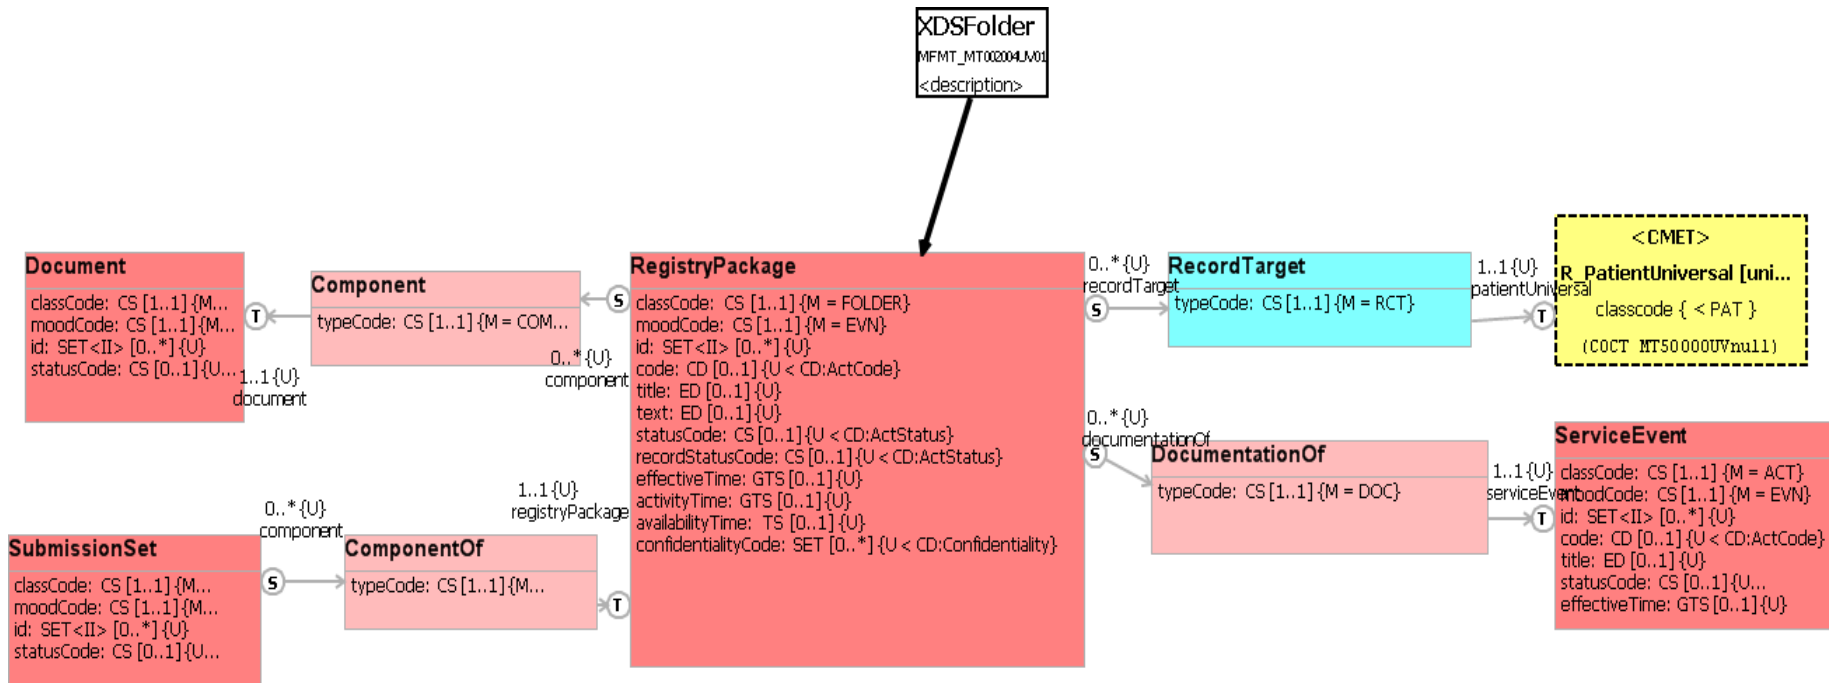 XDSFolder
MFMT_MT002004UV01
<description>
Document
classCode: CS [1..1] {M...
moodCode: CS [1..1] {M...
id: SET<II> [0..*] {U}
statusCode: CS [0..1] {U...
T
1..1 {U}
document
Component
typeCode: CS [1..1] {M = COM...
S
0..* {U}
component
RegistryPackage
classCode: CS [1..1] {M = FOLDER}
moodCode: CS [1..1] {M = EVN}
id: SET<II> [0..*] {U}
code: CD [0..1] {U < CD:ActCode}
title: ED [0..1] {U}
text: ED [0..1] {U}
statusCode: CS [0..1] {U < CD:ActStatus}
recordStatusCode: CS [0..1] {U < CD:ActStatus}
effectiveTime: GTS [0..1] {U}
activityTime: GTS [0..1] {U}
availabilityTime: TS [0..1] {U}
confidentialityCode: SET [0..*] {U < CD:Confidentiality}
0..* {U}
recordTarget
S
RecordTarget
typeCode: CS [1..1] {M = RCT}
1..1 {U}
patientUniversal
T
<CMET>
R_PatientUniversal [uni...
classcode { < PAT }
(COCT MT50000UVnull)
0..* {U}
documentationOf
S
DocumentationOf
typeCode: CS [1..1] {M = DOC}
1..1 {U}
serviceEvent
T
ServiceEvent
classCode: CS [1..1] {M = ACT}
moodCode: CS [1..1] {M = EVN}
id: SET<II> [0..*] {U}
code: CD [0..1] {U < CD:ActCode}
title: ED [0..1] {U}
statusCode: CS [0..1] {U...
effectiveTime: GTS [0..1] {U}
SubmissionSet
classCode: CS [1..1] {M...
moodCode: CS [1..1] {M...
id: SET<II> [0..*] {U}
statusCode: CS [0..1] {U...
0..* {U}
component
S
ComponentOf
typeCode: CS [1..1] {M...
1..1 {U}
registryPackage
T